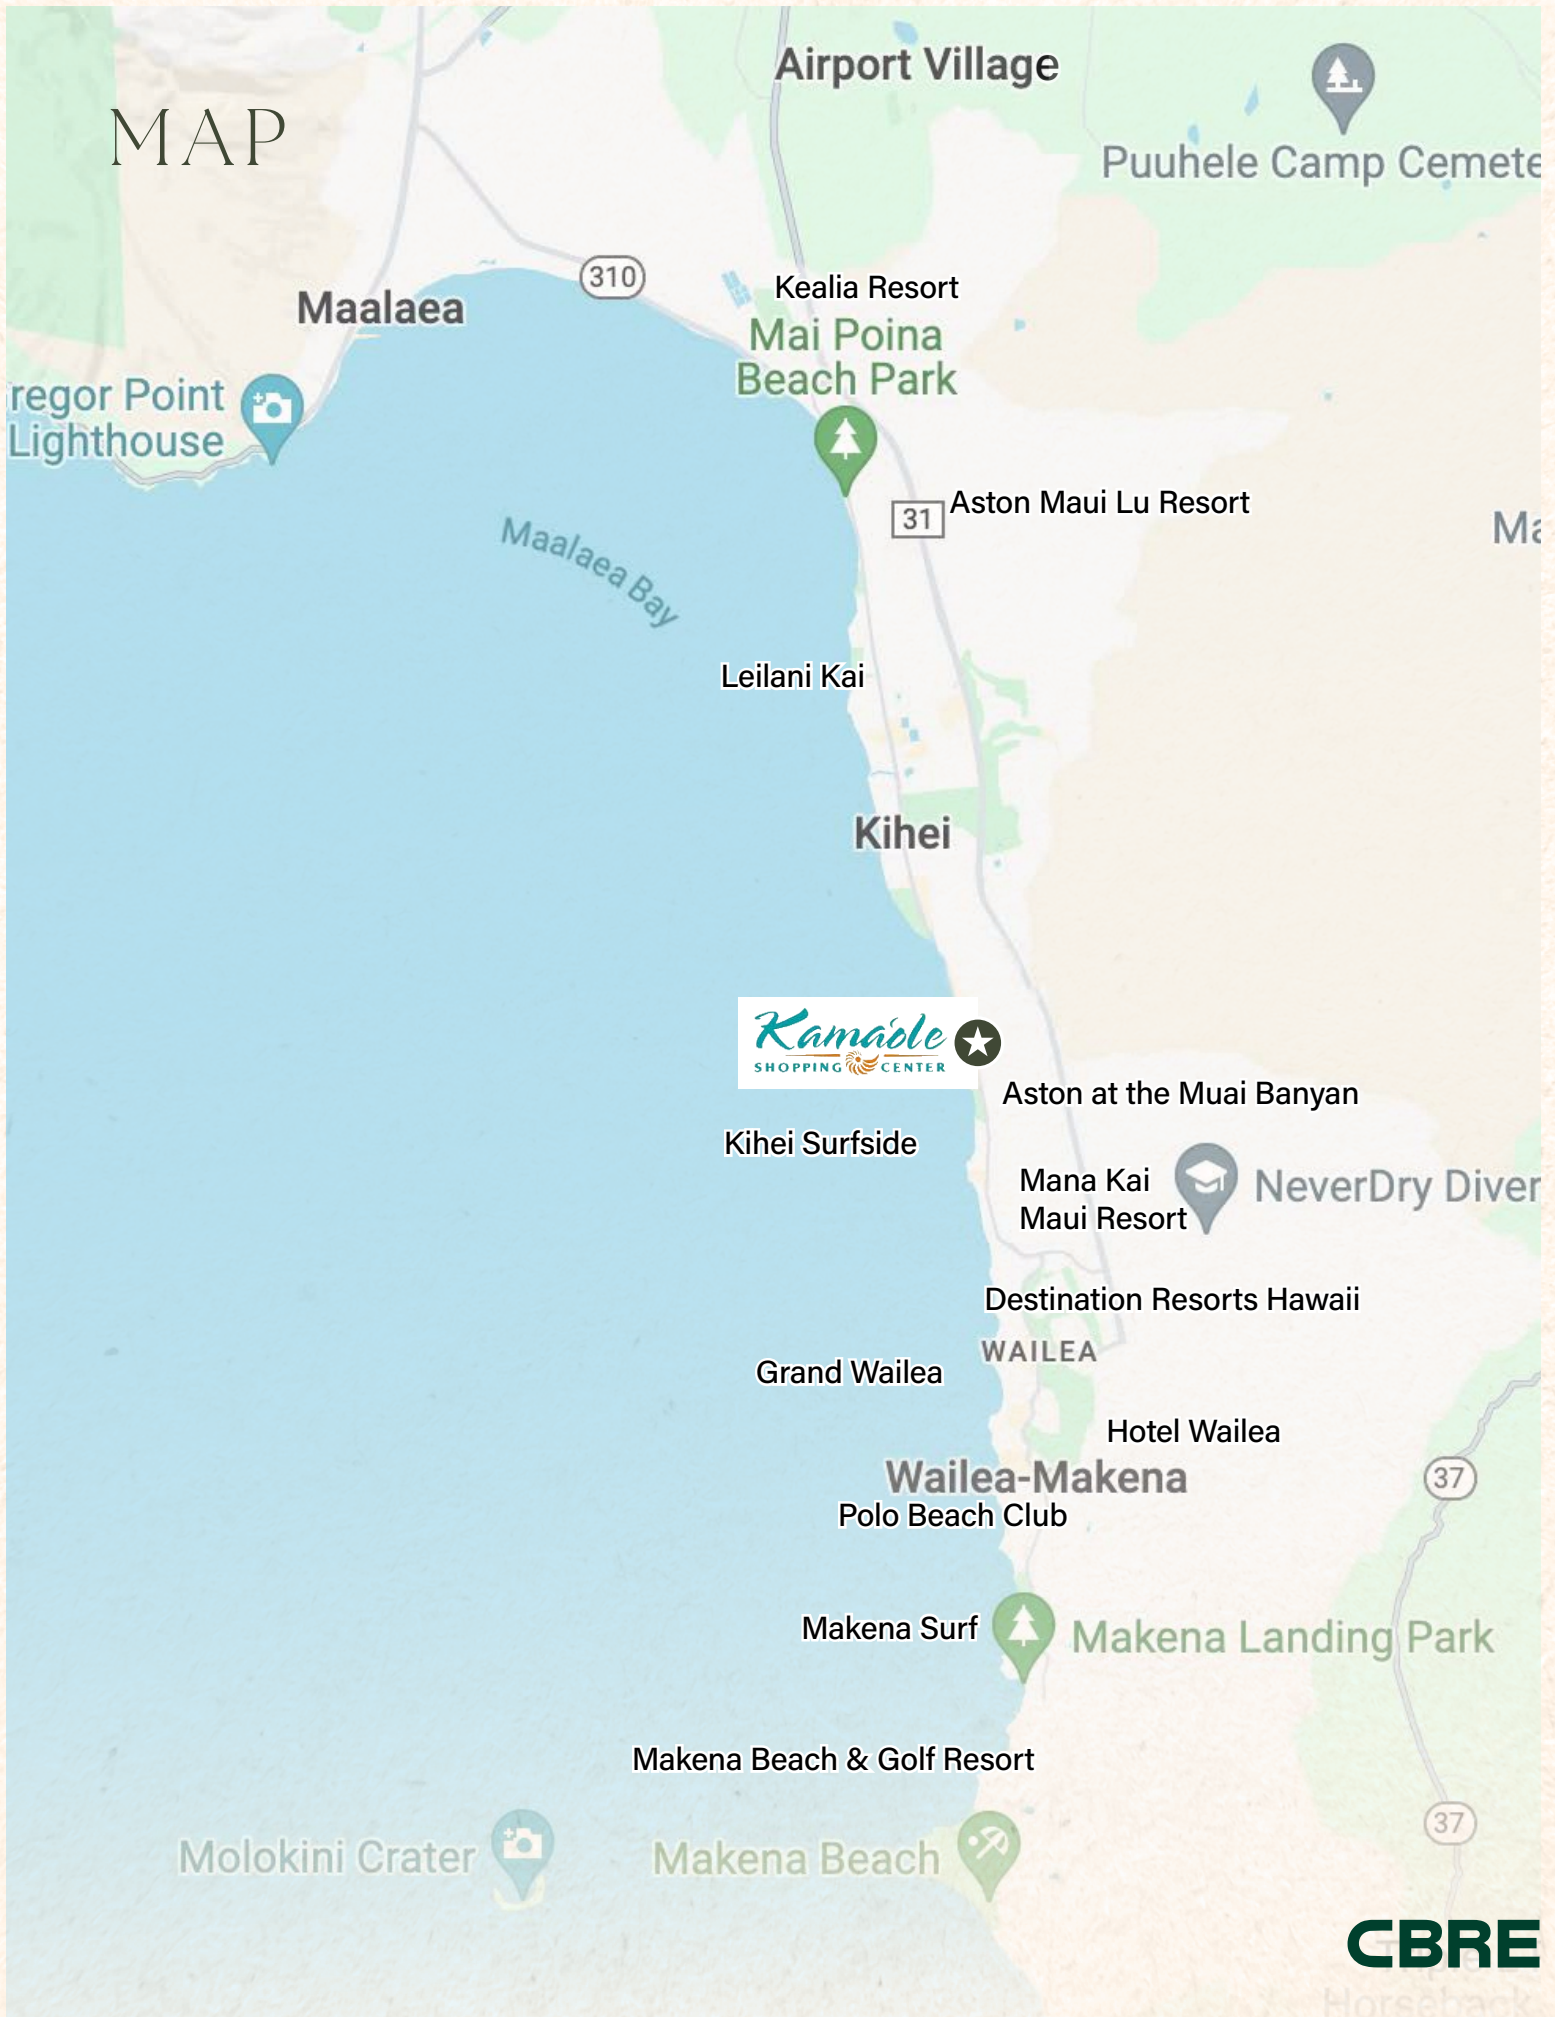 Airport Village
MAP
Puuhele Camp Cemete
310
Kealia Resort
Maalaea
Mai Poina
Beach Park
regor Point
Lighthouse
Aston Maui Lu Resort
31
Ma
Maalaea Bay
Leilani Kai
Kihei
Kama'ole
SHOPPING CENTER
Aston at the Muai Banyan
Kihei Surfside
Mana Kai
Maui Resort
NeverDry Diver
Destination Resorts Hawaii
WAILEA
Grand Wailea
Hotel Wailea
Wailea-Makena
37
Polo Beach Club
Makena Surf
Makena Landing Park
Makena Beach & Golf Resort
37
Molokini Crater
Makena Beach
CBRE
Horseback